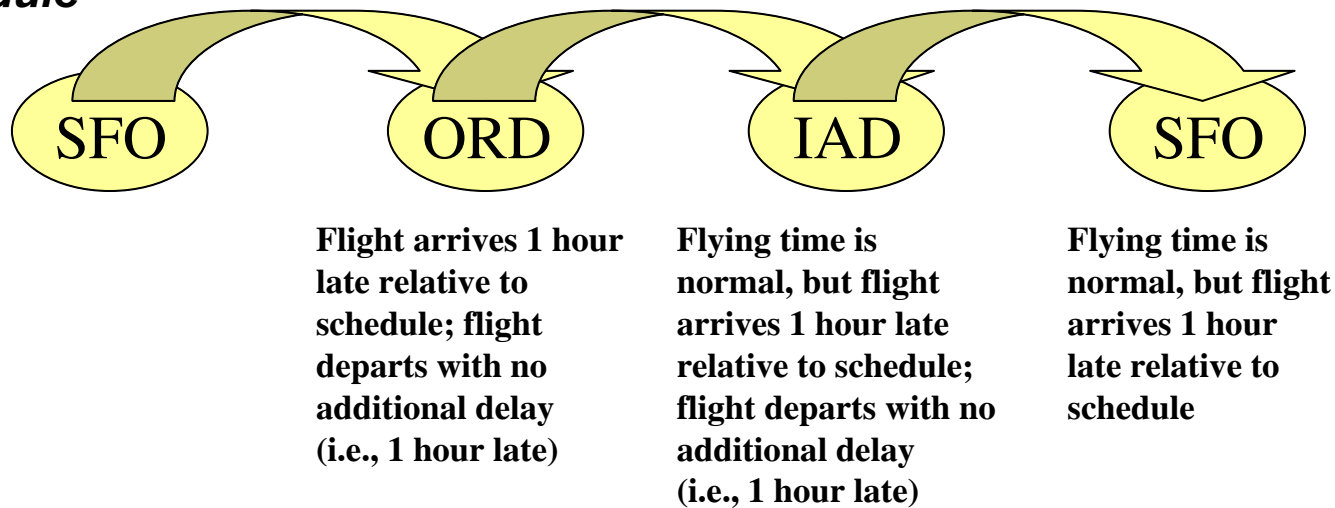 SFO
ORD
IAD
SFO
Flight arrives 1 hour
late relative to
schedule; flight
departs with no
additional delay
(i.e., 1 hour late)
Flying time is
normal, but flight
arrives 1 hour late
relative to schedule;
flight departs with no
additional delay
(i.e., 1 hour late)
Flying time is
normal, but flight
arrives 1 hour
late relative to
schedule